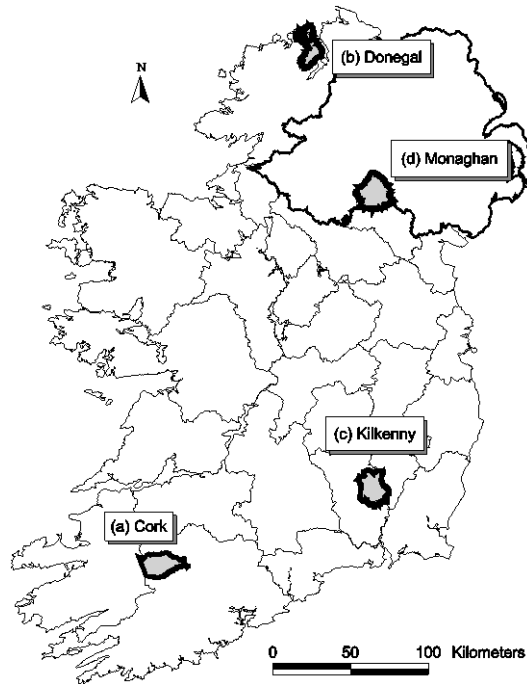 (b) Donegal
N
(d) Monaghan
(c) Kilkenny
(a) Cork
0 50 100 Kilometers